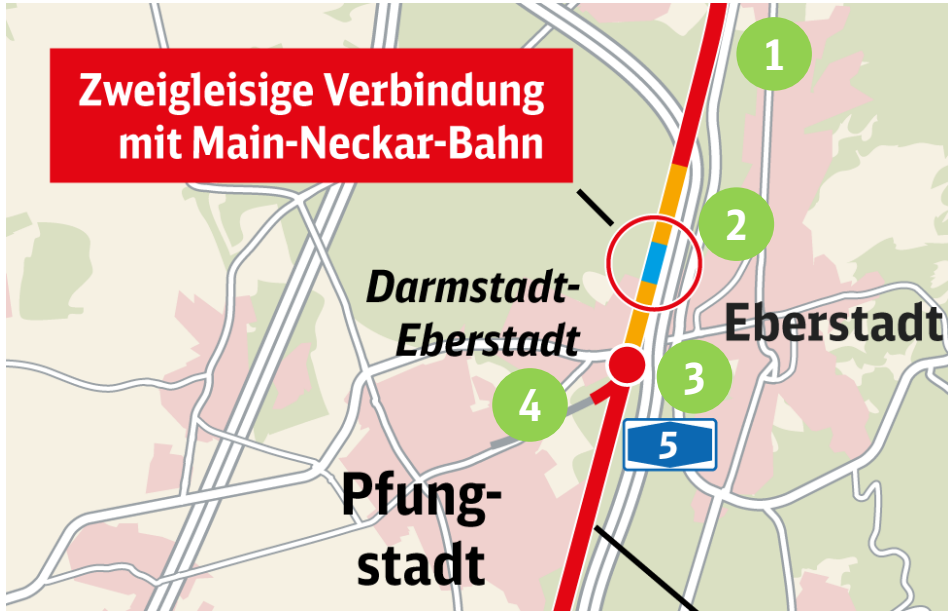 Zweigleisige Verbindung
mit Main-Neckar-Bahn
1
2
Darmstadt-
Eberstadt
Eberstadt
3
4
5
Pfung-
stadt